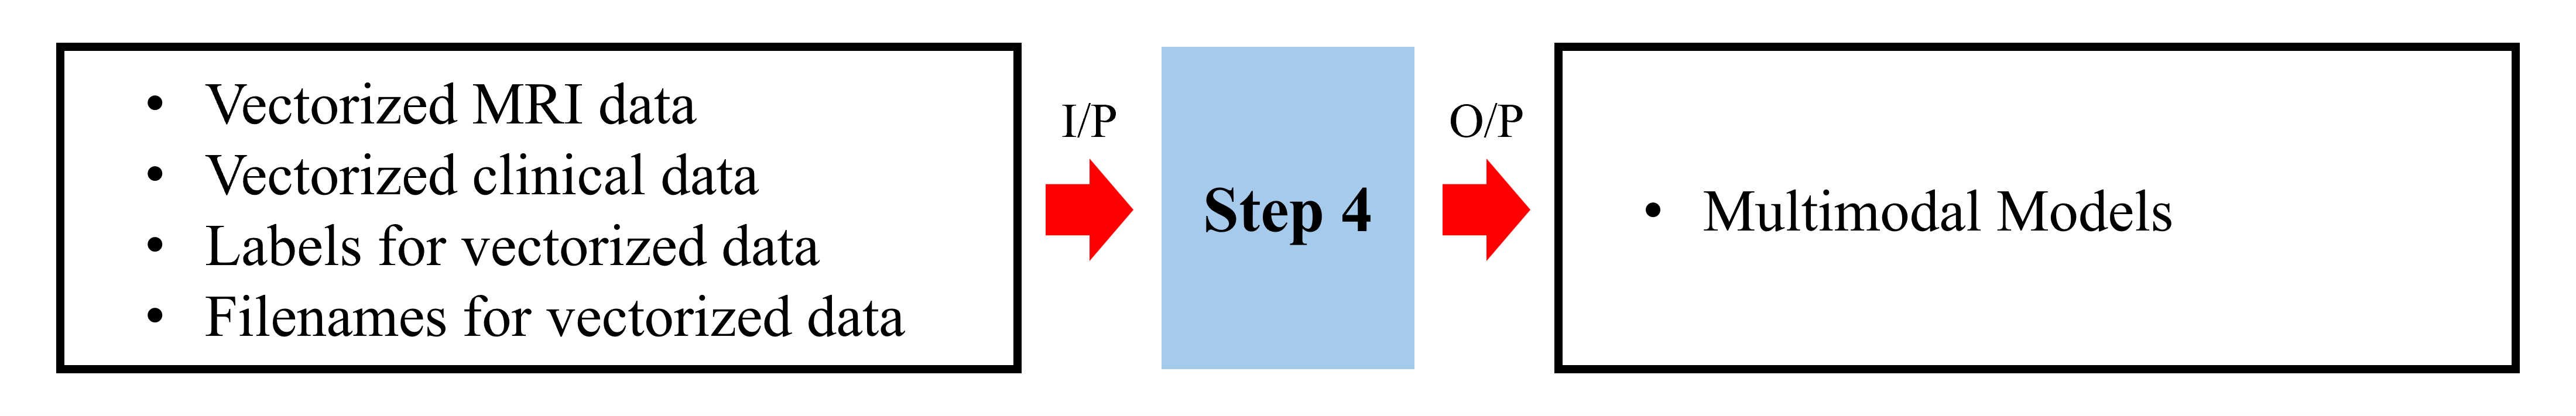 • Vectorized MRI data
• Vectorized clinical data
• Labels for vectorized data
• Filenames for vectorized data
I/P
Step 4
O/P
• Multimodal Models